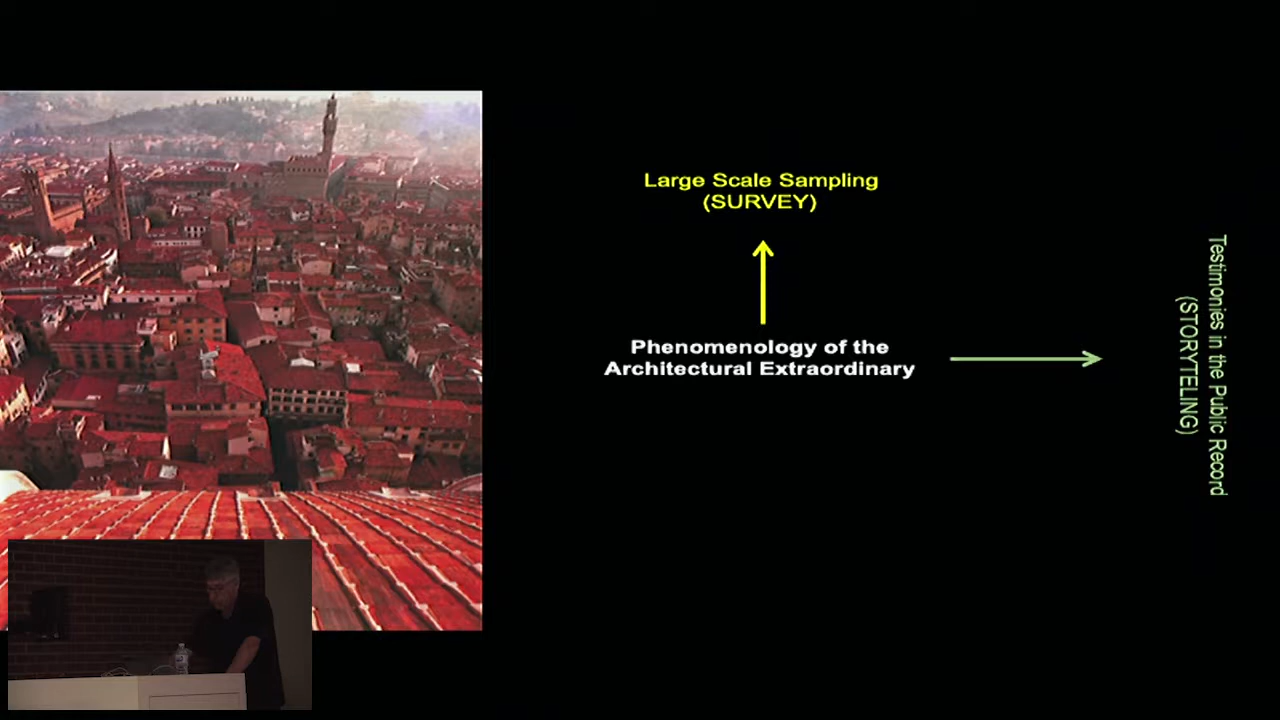 Large Scale Sampling
(SURVEY)
Phenomenology of the
Architectural Extraordinary
Testimonies in the Public Record
(STORYTELING)